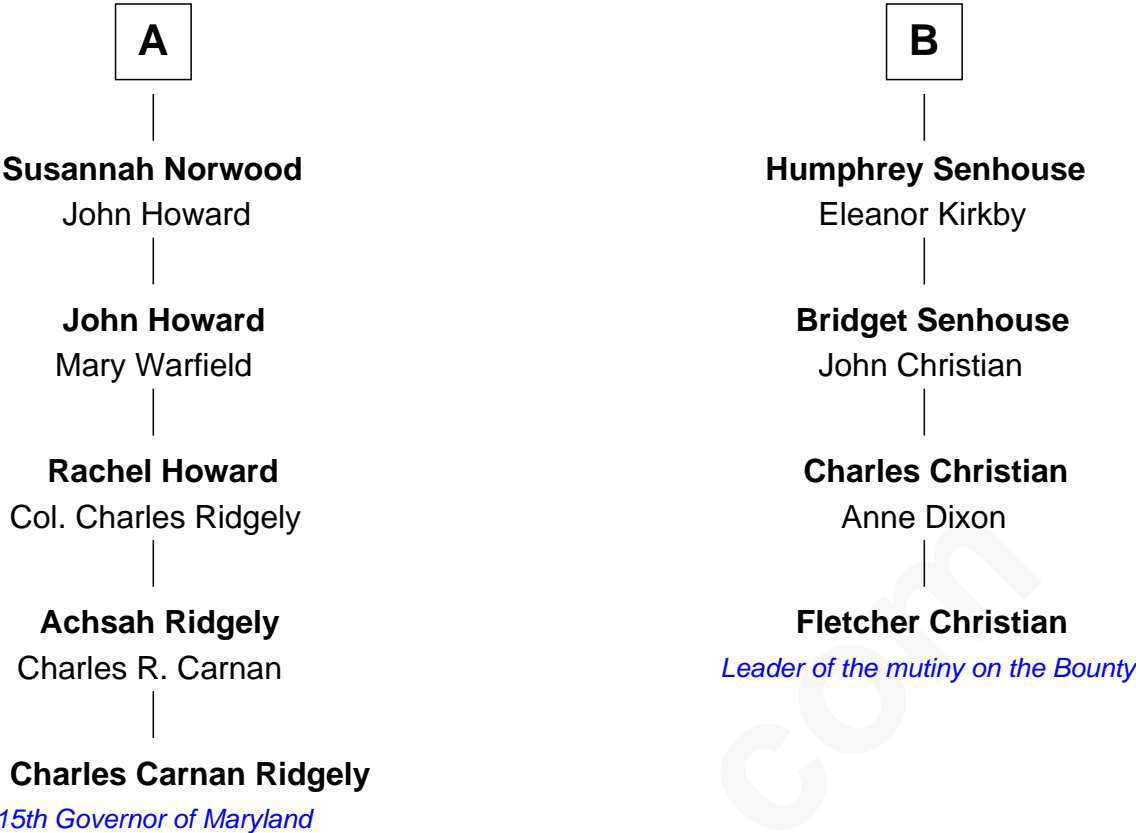 A
Susannah Norwood
John Howard
John Howard
Mary Warfield
Rachel Howard
Col. Charles Ridgely
Achsah Ridgely
Charles R. Carnan
Charles Carnan Ridgely
15th Governor of Maryland
B
Humphrey Senhouse
Eleanor Kirkby
Bridget Senhouse
John Christian
Charles Christian
Anne Dixon
Fletcher Christian
Leader of the mutiny on the Bounty
com